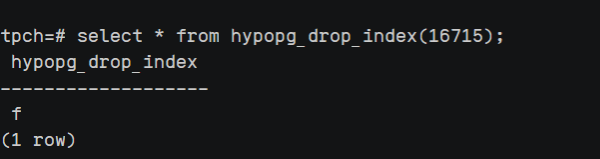 tpch=# select * from hypopg_drop_index(16715);
 hypopg_drop_index
-------------------
 f
(1 row)